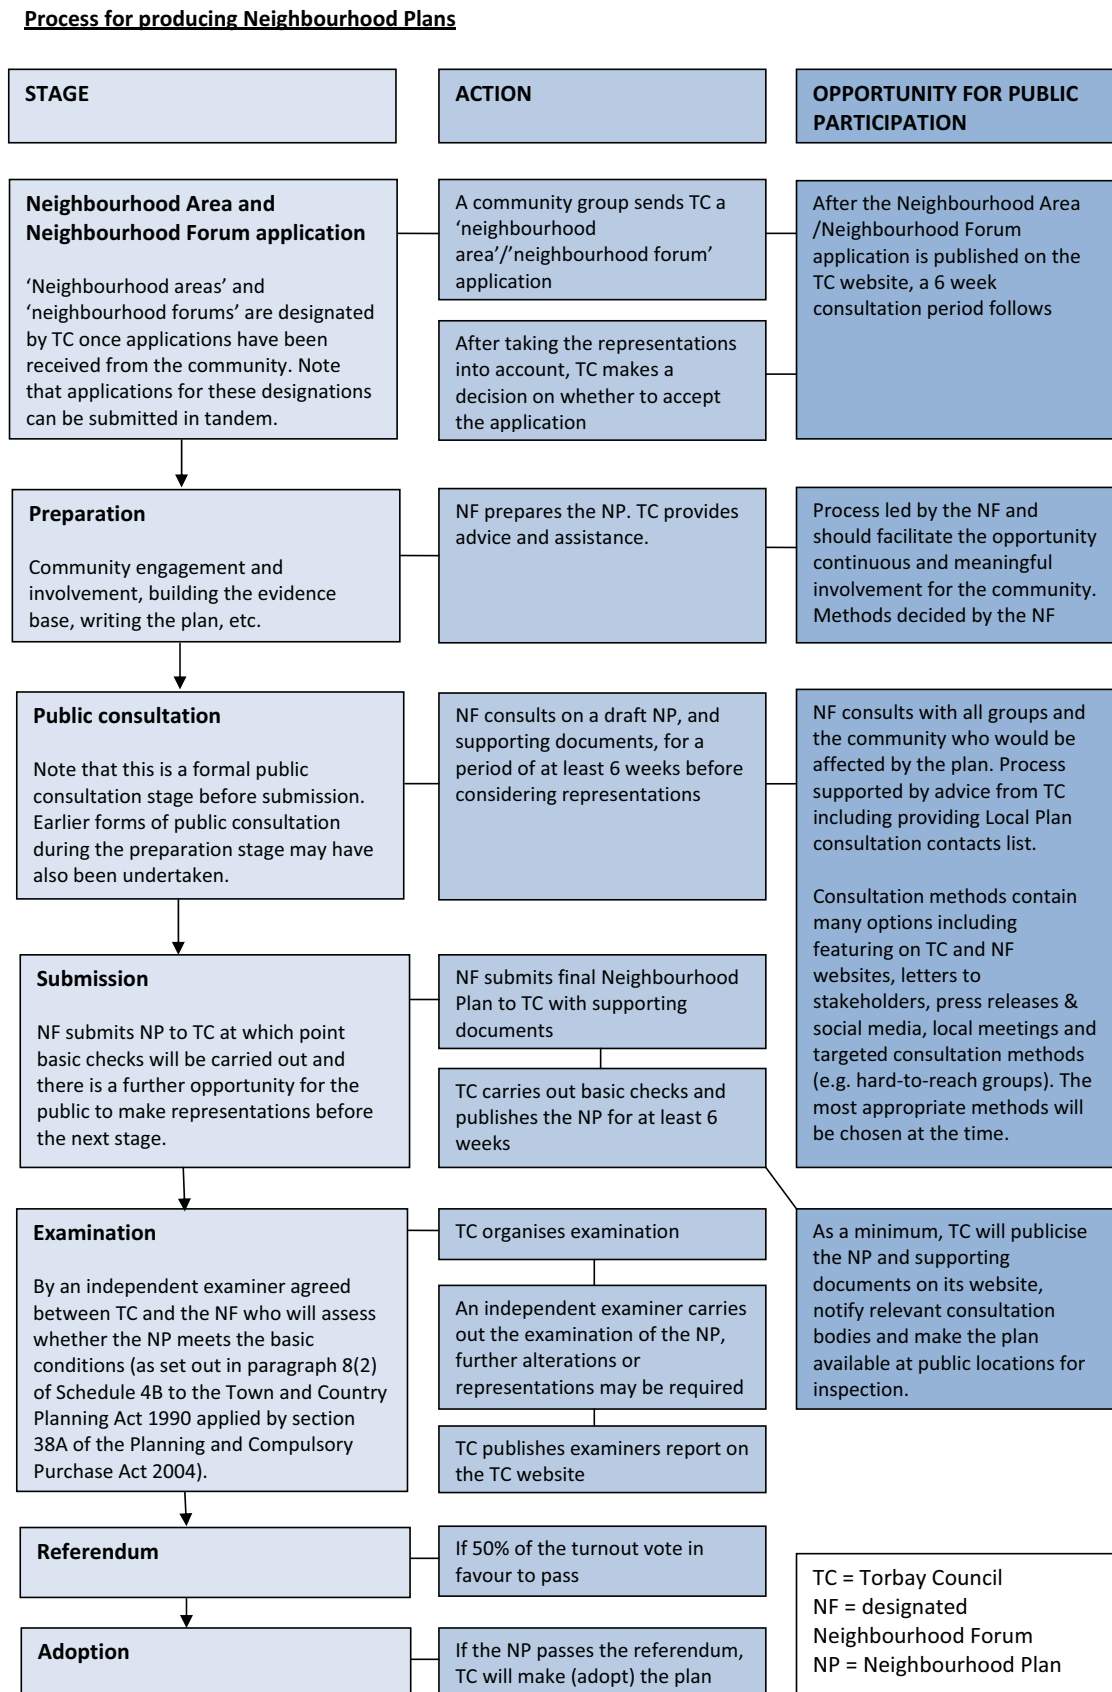 Process for producing Neighbourhood Plans
STAGE
ACTION
OPPORTUNITY FOR PUBLIC
PARTICIPATION
Neighbourhood Area and
Neighbourhood Forum application
‘Neighbourhood areas’ and
‘neighbourhood forums’ are designated
by TC once applications have been
received from the community. Note
that applications for these designations
can be submitted in tandem.
A community group sends TC a
‘neighbourhood
area’/’neighbourhood forum’
application
After taking the representations
into account, TC makes a
decision on whether to accept
the application
After the Neighbourhood Area
/Neighbourhood Forum
application is published on the
TC website, a 6 week
consultation period follows
Preparation
Community engagement and
involvement, building the evidence
base, writing the plan, etc.
NF prepares the NP. TC provides
advice and assistance.
Process led by the NF and
should facilitate the opportunity
continuous and meaningful
involvement for the community.
Methods decided by the NF
Public consultation
Note that this is a formal public
consultation stage before submission.
Earlier forms of public consultation
during the preparation stage may have
also been undertaken.
NF consults on a draft NP, and
supporting documents, for a
period of at least 6 weeks before
considering representations
NF consults with all groups and
the community who would be
affected by the plan. Process
supported by advice from TC
including providing Local Plan
consultation contacts list.
Consultation methods contain
many options including
featuring on TC and NF
websites, letters to
stakeholders, press releases &
social media, local meetings and
targeted consultation methods
(e.g. hard-to-reach groups). The
most appropriate methods will
be chosen at the time.
Submission
NF submits NP to TC at which point
basic checks will be carried out and
there is a further opportunity for the
public to make representations before
the next stage.
NF submits final Neighbourhood
Plan to TC with supporting
documents
TC carries out basic checks and
publishes the NP for at least 6
weeks
Examination
By an independent examiner agreed
between TC and the NF who will assess
whether the NP meets the basic
conditions (as set out in paragraph 8(2)
of Schedule 4B to the Town and Country
Planning Act 1990 applied by section
38A of the Planning and Compulsory
Purchase Act 2004).
TC organises examination
An independent examiner carries
out the examination of the NP,
further alterations or
representations may be required
TC publishes examiners report on
the TC website
As a minimum, TC will publicise
the NP and supporting
documents on its website,
notify relevant consultation
bodies and make the plan
available at public locations for
inspection.
Referendum
If 50% of the turnout vote in
favour to pass
Adoption
If the NP passes the referendum,
TC will make (adopt) the plan
TC = Torbay Council
NF = designated
Neighbourhood Forum
NP = Neighbourhood Plan